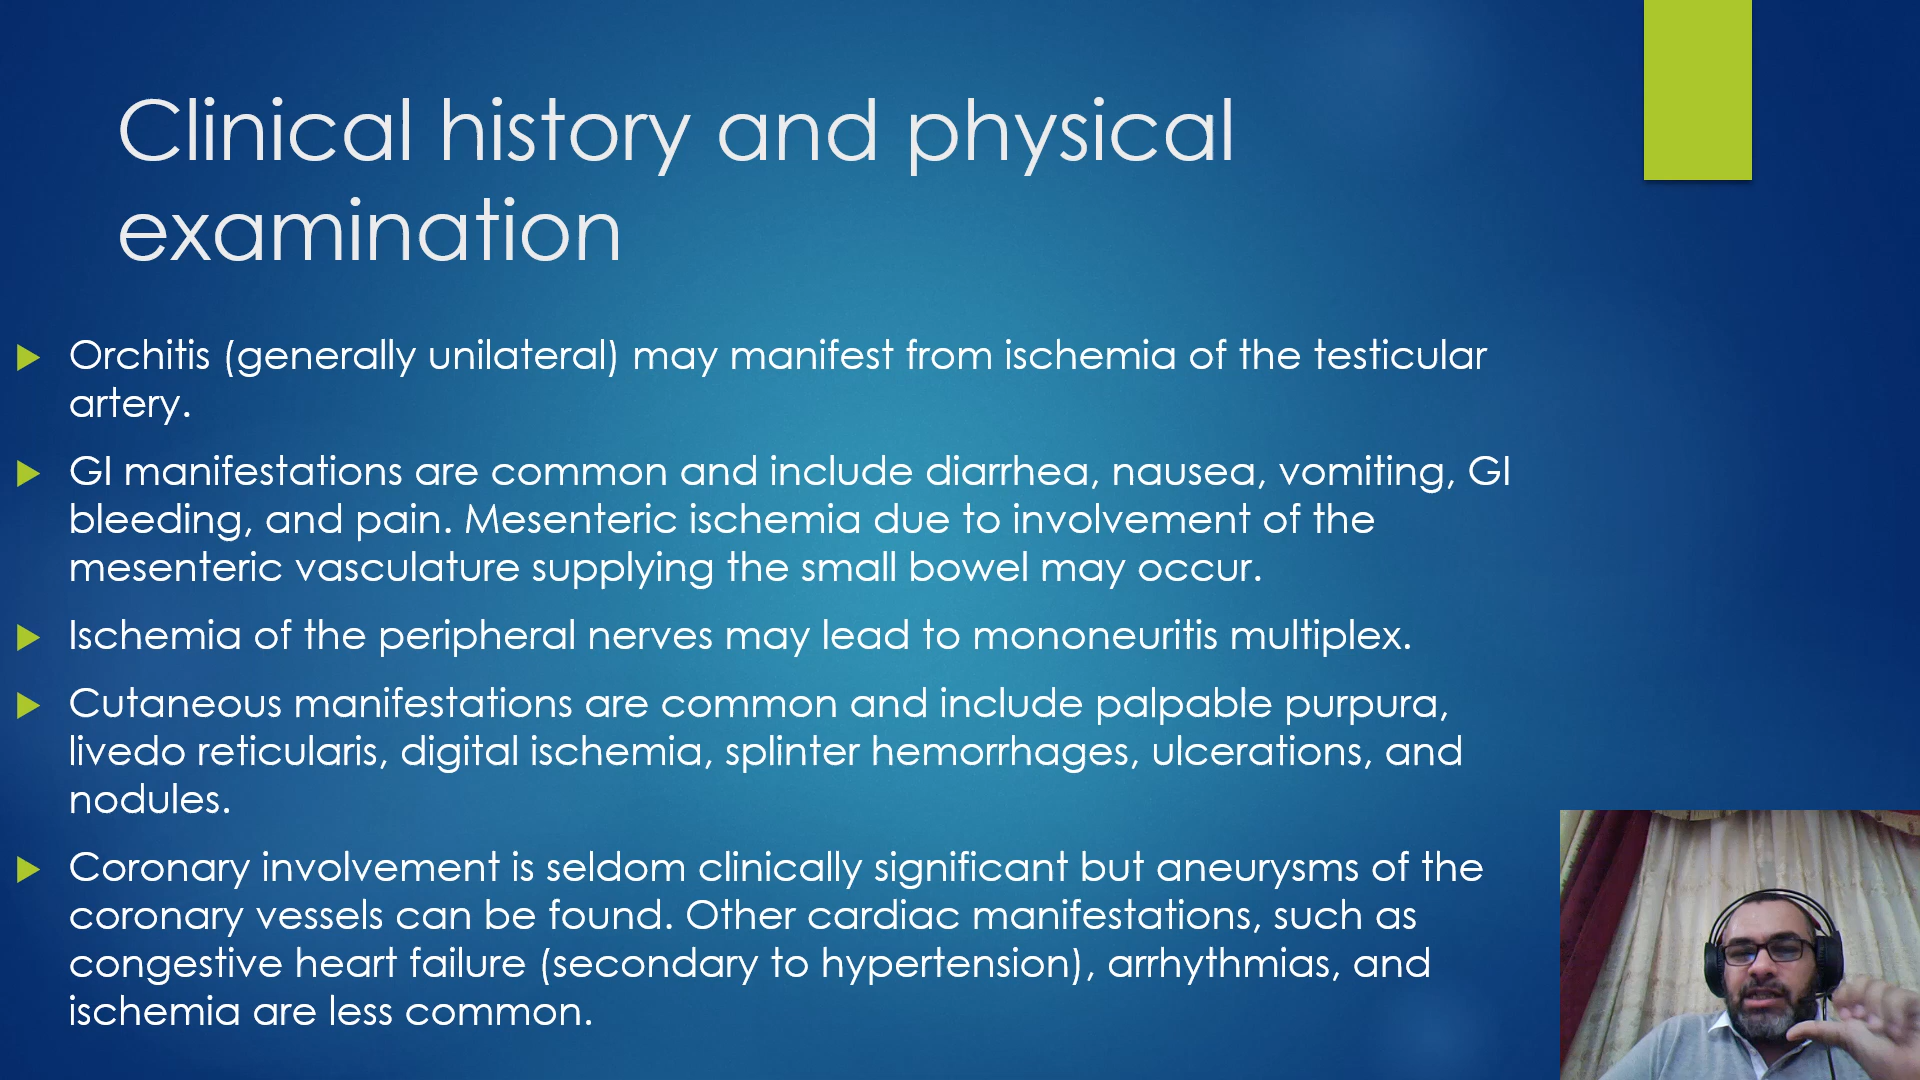 Clinical history and physical
examination
Orchitis (generally unilateral) may manifest from ischemia of the testicular
artery.
GI manifestations are common and include diarrhea, nausea, vomiting, GI
bleeding, and pain. Mesenteric ischemia due to involvement of the
mesenteric vasculature supplying the small bowel may occur.
Ischemia of the peripheral nerves may lead to mononeuritis multiplex.
Cutaneous manifestations are common and include palpable purpura,
livedo reticularis, digital ischemia, splinter hemorrhages, ulcerations, and
nodules.
Coronary involvement is seldom clinically significant but aneurysms of the
coronary vessels can be found. Other cardiac manifestations, such as
congestive heart failure (secondary to hypertension), arrhythmias, and
ischemia are less common.